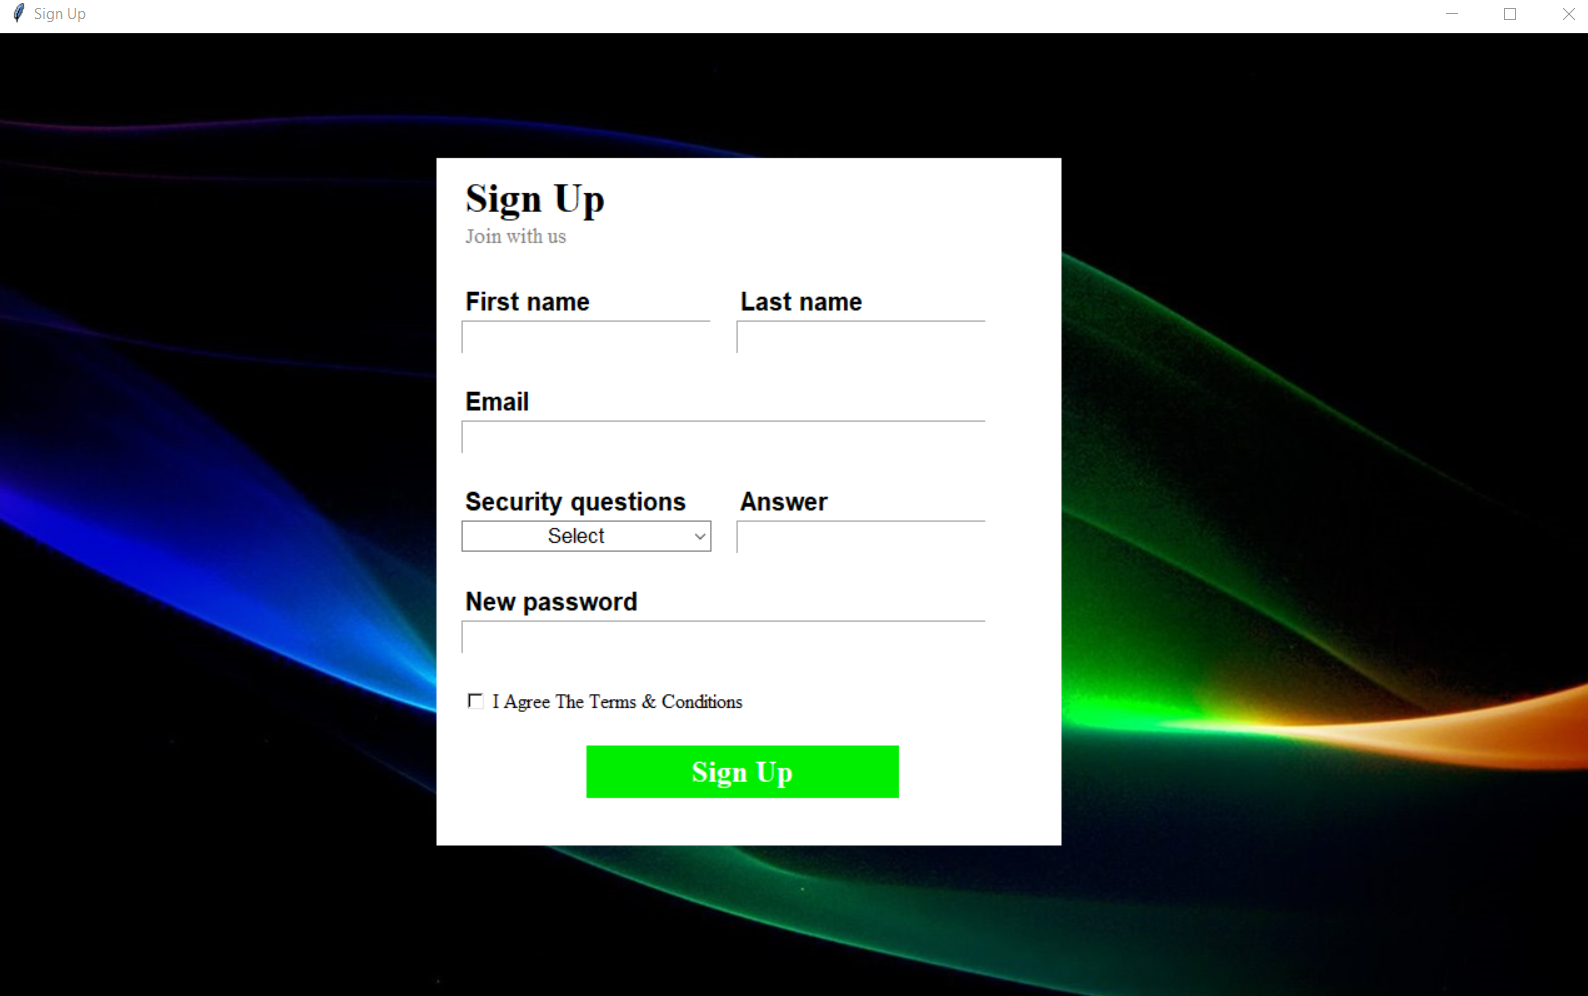 Sign Up
Sign Up
Join with us
First name Last name
Email
Security questions Answer
Select
New password
I Agree The Terms & Conditions
Sign Up